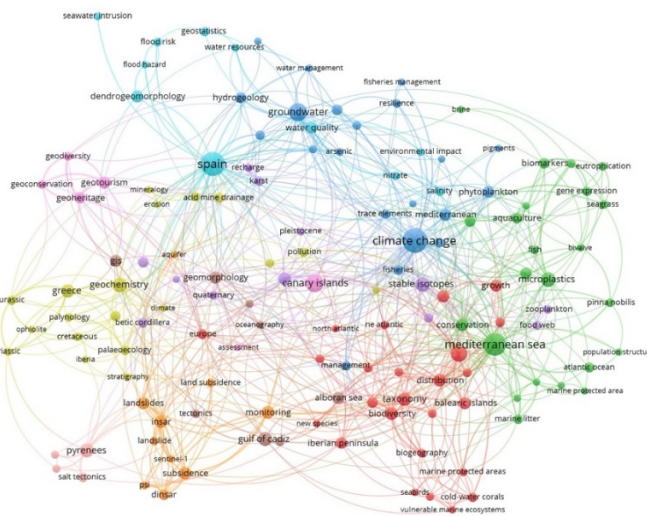 seawater intrusion
geostatistics
flood risk
water resources
flood hazard
water management
fisheries management
dendrogeomorphology
hydrogeology
resilience
groundwater
brine
water quality
arsenic
environmental impact
pigments
geodiversity
spain
recharge
biomarkers
eutrophication
karst
nitrate
geoconservation
geotourism
mineralogy
acid mine drainage
salinity
phytoplankton
gene expression
geoheritage
erosion
seagrass
trace elements
mediterranean
aquaculture
pleistocene
climate change
pollution
fish
bivalve
gis
aquifer
fisheries
geomorphology
canary islands
stable isotopes
growth
microplastics
greece
geochemistry
quaternary
climate
zooplankton
pinna nobilis
palynology
betic cordillera
oceanography
north atlantic
ne atlantic
conservation
food web
ophiolite
cretaceous
europe
assessment
mediterranean sea
palaeoecology
population structu
iberia
management
atlantic ocean
stratigraphy
land subsidence
distribution
marine protected area
alboran sea
taxonomy
balearic islands
landslides
tectonics
monitoring
biodiversity
insar
new species
marine litter
landslide
gulf of cadiz
iberian peninsula
pyrenees
sentinel-1
biogeography
salt tectonics
subsidence
marine protected areas
psi
dinsar
seabirds
cold-water corals
vulnerable marine ecosystems